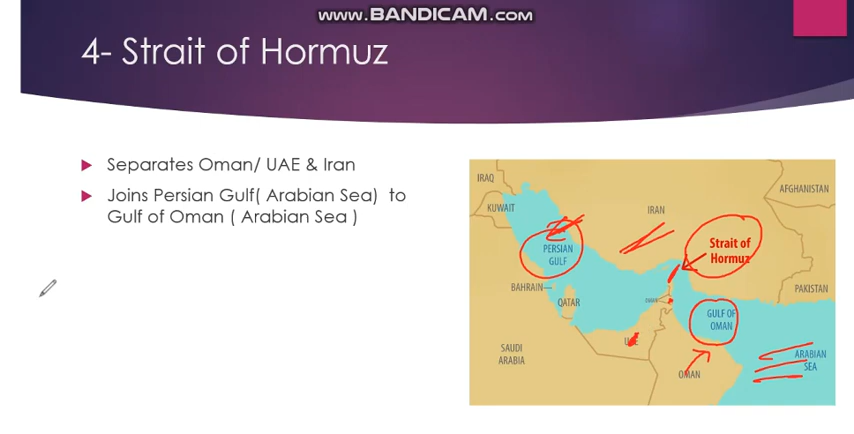 www.BANDICAM.com
4- Strait of Hormuz
Separates Oman/ UAE & Iran
Joins Persian Gulf( Arabian Sea)  to
Gulf of Oman ( Arabian Sea )
IRAQ
KUWAIT
IRAN
AFGHANISTAN
PERSIAN
GULF
Strait of
Hormuz
BAHRAIN
QATAR
PAKISTAN
GULF OF
OMAN
UAE
SAUDI
ARABIA
OMAN
ARABIAN
SEA